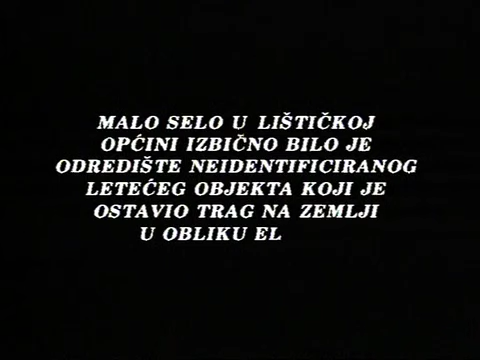 MALO SELO U LIŠTIČKOJ
OPĆINI IZBIČNO BILO JE
ODREDIŠTE NEIDENTIFICIRANOG
LETEĆEG OBJEKTA KOJI JE
OSTAVIO TRAG NA ZEMLJI
U OBLIKU EL